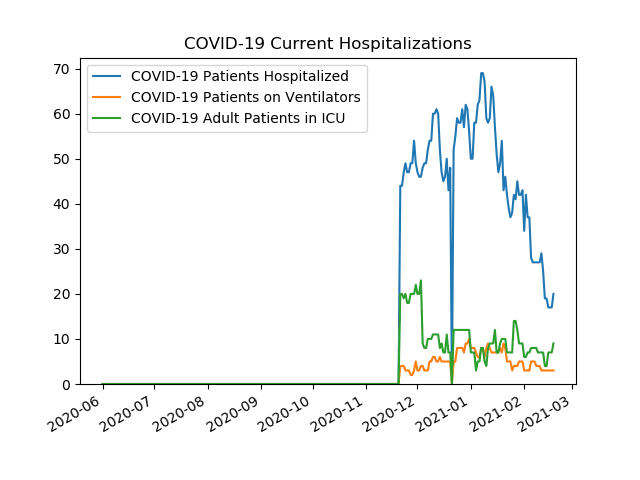 COVID-19 Current Hospitalizations
COVID-19 Patients Hospitalized
COVID-19 Patients on Ventilators
COVID-19 Adult Patients in ICU
70
60
50
40
30
20
10
0
2020-06 2020-07 2020-08 2020-09 2020-10 2020-11 2020-12 2021-01 2021-02 2021-03